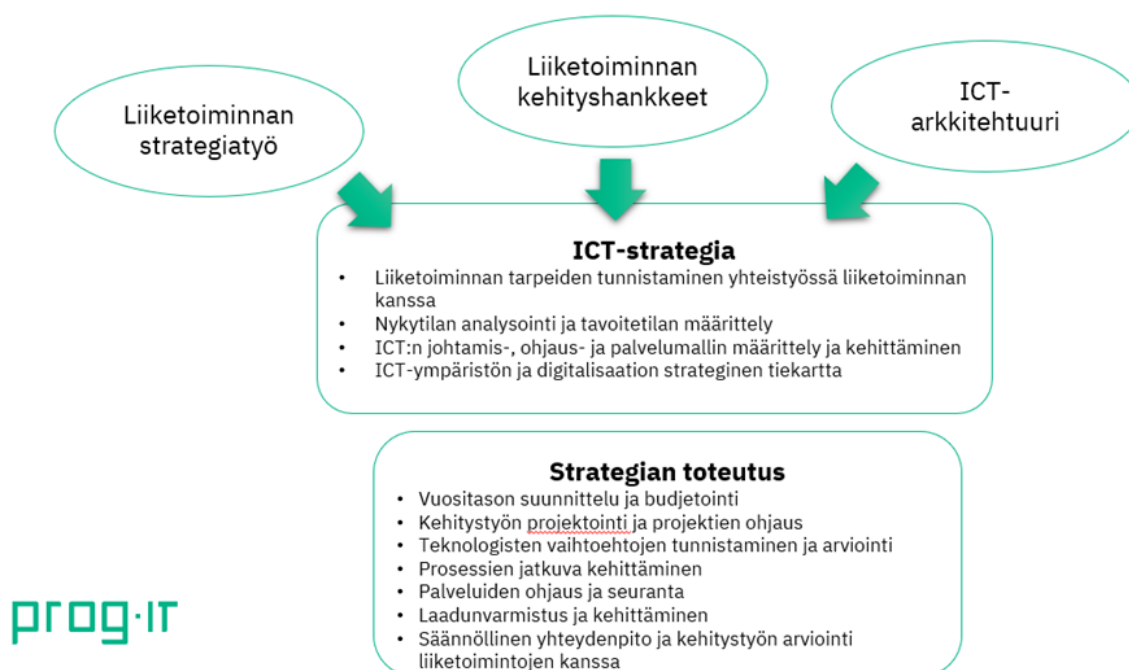 Liiketoiminnan
strategiatyö
Liiketoiminnan
kehityshankkeet
ICT-
arkkitehtuuri
ICT-strategia
• Liiketoiminnan tarpeiden tunnistaminen yhteistyössä liiketoiminnan
kanssa
• Nykytilan analysointi ja tavoitetilan määrittely
• ICT:n johtamis-, ohjaus- ja palvelumallin määrittely ja kehittäminen
• ICT-ympäristön ja digitalisaation strateginen tiekartta
Strategian toteutus
• Vuositason suunnittelu ja budjetointi
• Kehitystyön projektointi ja projektien ohjaus
• Teknologisten vaihtoehtojen tunnistaminen ja arviointi
• Prosessien jatkuva kehittäminen
• Palveluiden ohjaus ja seuranta
• Laadunvarmistus ja kehittäminen
• Säännöllinen yhteydenpito ja kehitystyön arviointi
liiketoimintojen kanssa
prog·IT